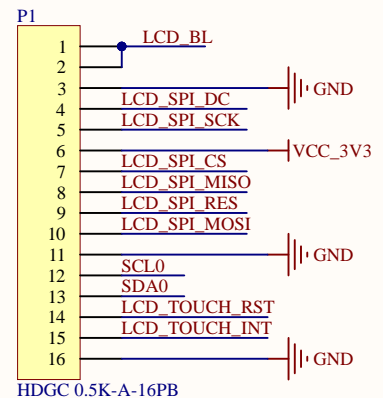 P1
1 LCD_BL
2
3 GND
4 LCD_SPI_DC
5 LCD_SPI_SCK
6 VCC_3V3
7 LCD_SPI_CS
8 LCD_SPI_MISO
9 LCD_SPI_RES
10 LCD_SPI_MOSI
11 GND
12 SCL0
13 SDA0
14 LCD_TOUCH_RST
15 LCD_TOUCH_INT
16 GND
HDGC 0.5K-A-16PB